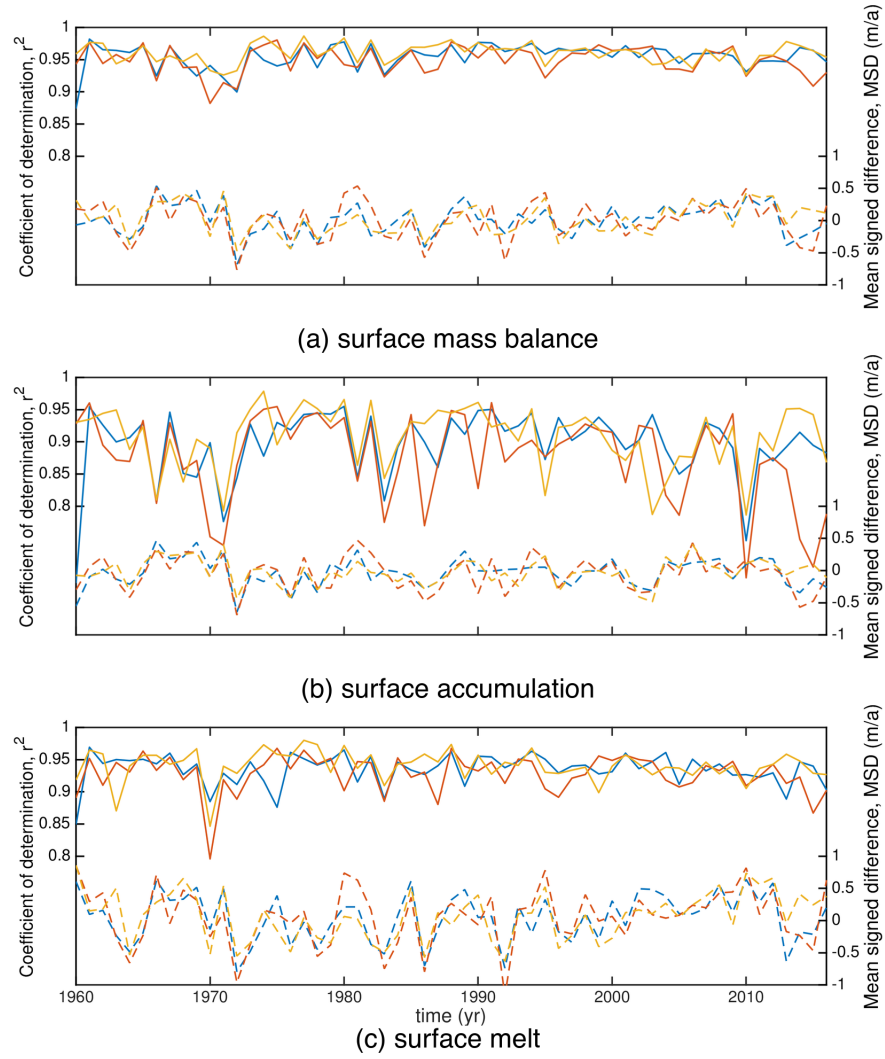 Coefficient of determination, r²
1
0.95
0.9
0.85
0.8
1
0.5
0
-0.5
-1
Mean signed difference, MSD (m/a)
(a) surface mass balance
Coefficient of determination, r²
1
0.95
0.9
0.85
0.8
1
0.5
0
-0.5
-1
Mean signed difference, MSD (m/a)
(b) surface accumulation
Coefficient of determination, r²
1
0.95
0.9
0.85
0.8
1
0.5
0
-0.5
-1
Mean signed difference, MSD (m/a)
1960 1970 1980 1990 2000 2010
time (yr)
(c) surface melt